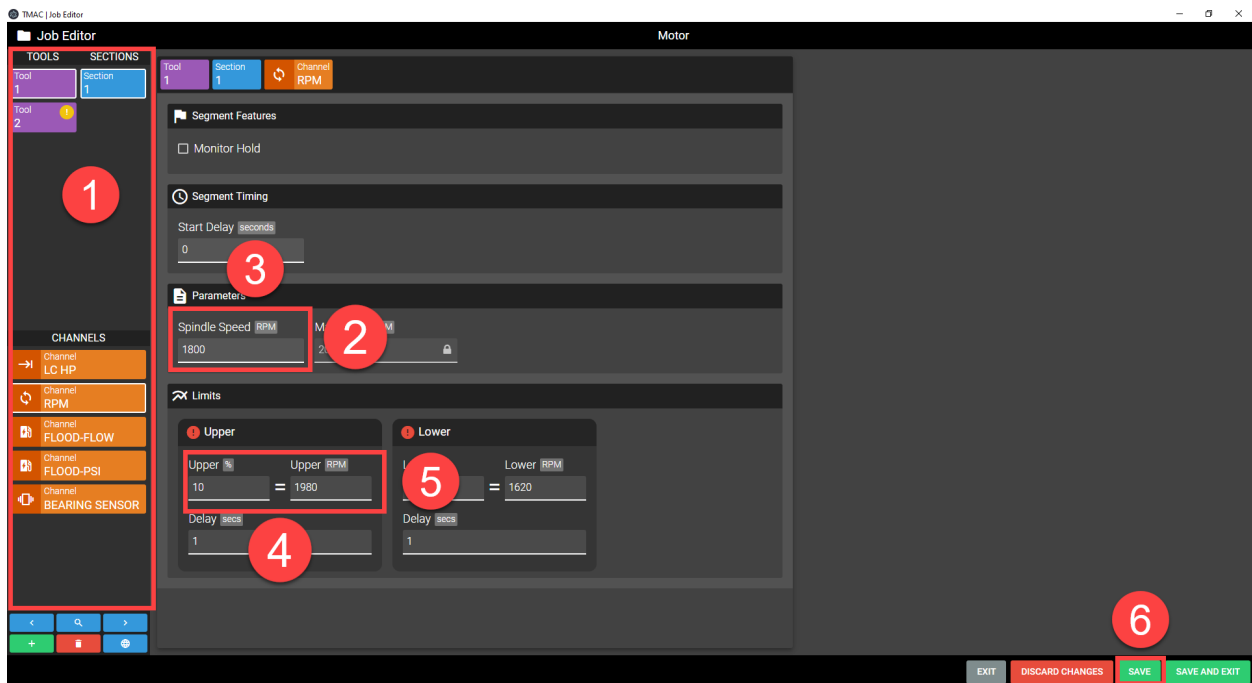 TMAC | Job Editor
Job Editor
Motor
TOOLS SECTIONS
Tool
1
Section
1
Tool
2
1
CHANNELS
Channel
LC HP
Channel
RPM
Channel
FLOOD-FLOW
Channel
FLOOD-PSI
Channel
BEARING SENSOR
Tool
1
Section
1
Channel
RPM
Segment Features
Monitor Hold
Segment Timing
Start Delay seconds
0
3
Parameters
Spindle Speed RPM
1800
2
Limits
Upper
Upper % Upper RPM
10 = 1980
Delay secs
1
4
Lower
Lower RPM
5
= 1620
Delay secs
1
6
EXIT DISCARD CHANGES SAVE SAVE AND EXIT